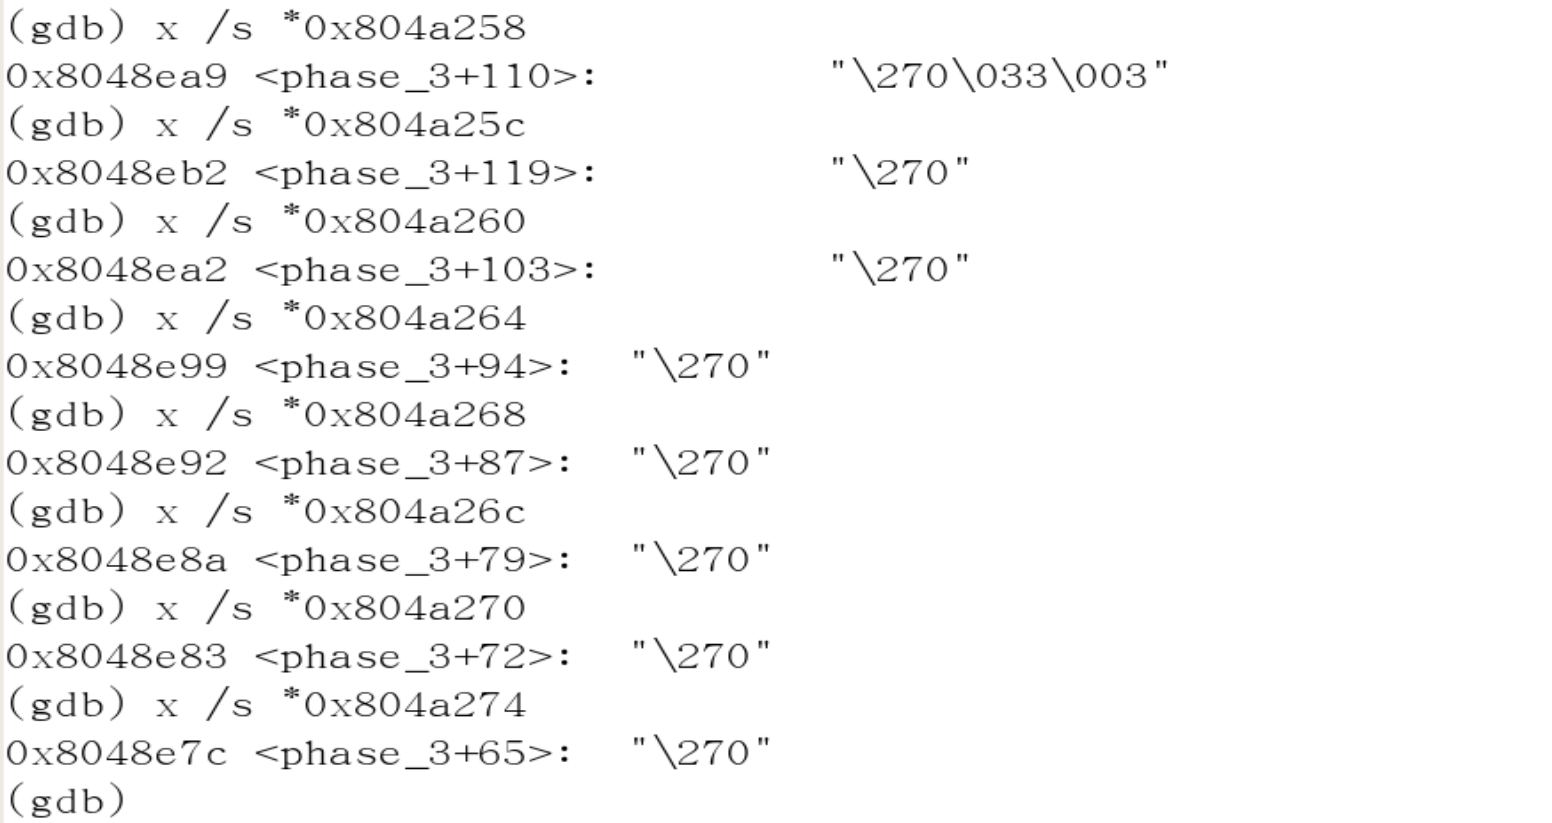 (gdb) x /s *0x804a258
0x8048ea9 <phase_3+110>: "\270\033\003"
(gdb) x /s *0x804a25c
0x8048eb2 <phase_3+119>: "\270"
(gdb) x /s *0x804a260
0x8048ea2 <phase_3+103>: "\270"
(gdb) x /s *0x804a264
0x8048e99 <phase_3+94>: "\270"
(gdb) x /s *0x804a268
0x8048e92 <phase_3+87>: "\270"
(gdb) x /s *0x804a26c
0x8048e8a <phase_3+79>: "\270"
(gdb) x /s *0x804a270
0x8048e83 <phase_3+72>: "\270"
(gdb) x /s *0x804a274
0x8048e7c <phase_3+65>: "\270"
(gdb)